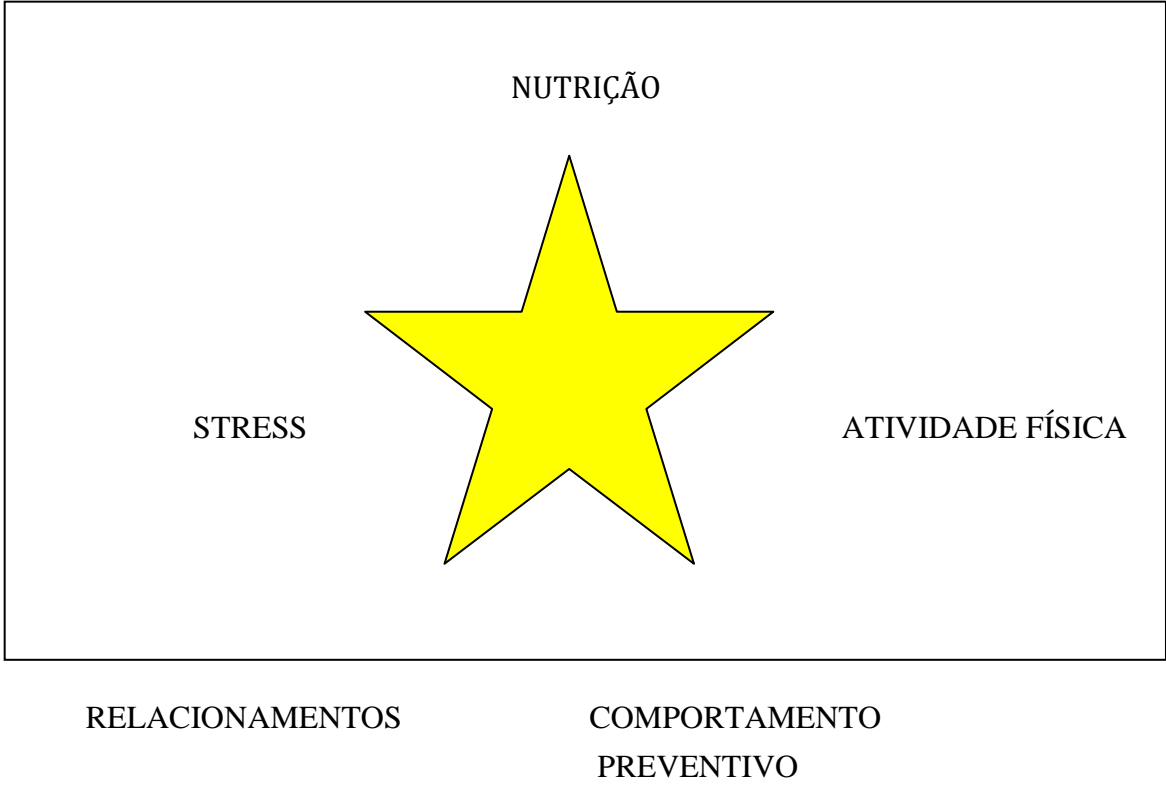 NUTRIÇÃO
STRESS
ATIVIDADE FÍSICA
RELACIONAMENTOS
COMPORTAMENTO
PREVENTIVO